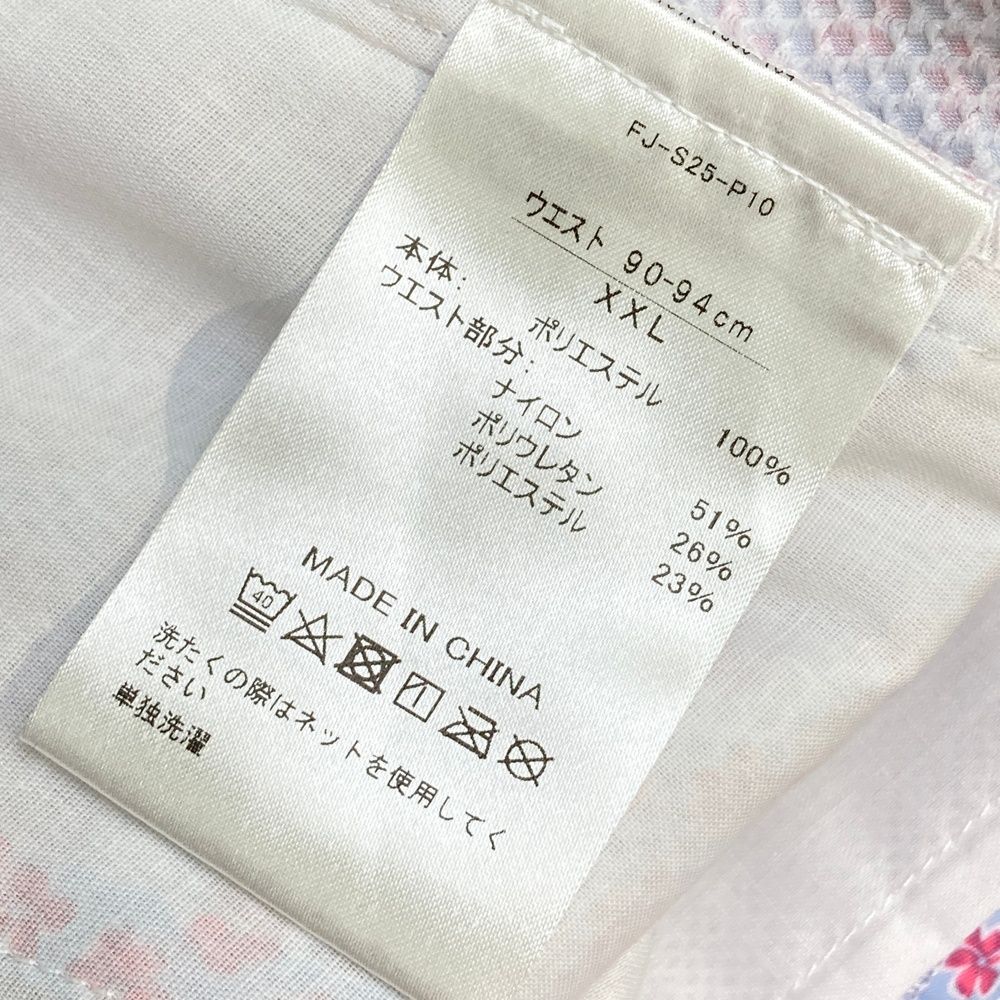 FJ-S25-P10
ウエスト 90-94cm
XXL
本体:
ポリエステル 100%
ウエスト部分:
ナイロン 51%
ポリウレタン 26%
ポリエステル 23%
MADE IN CHINA
40
洗たくの際はネットを使用してく
ださい
単独洗濯